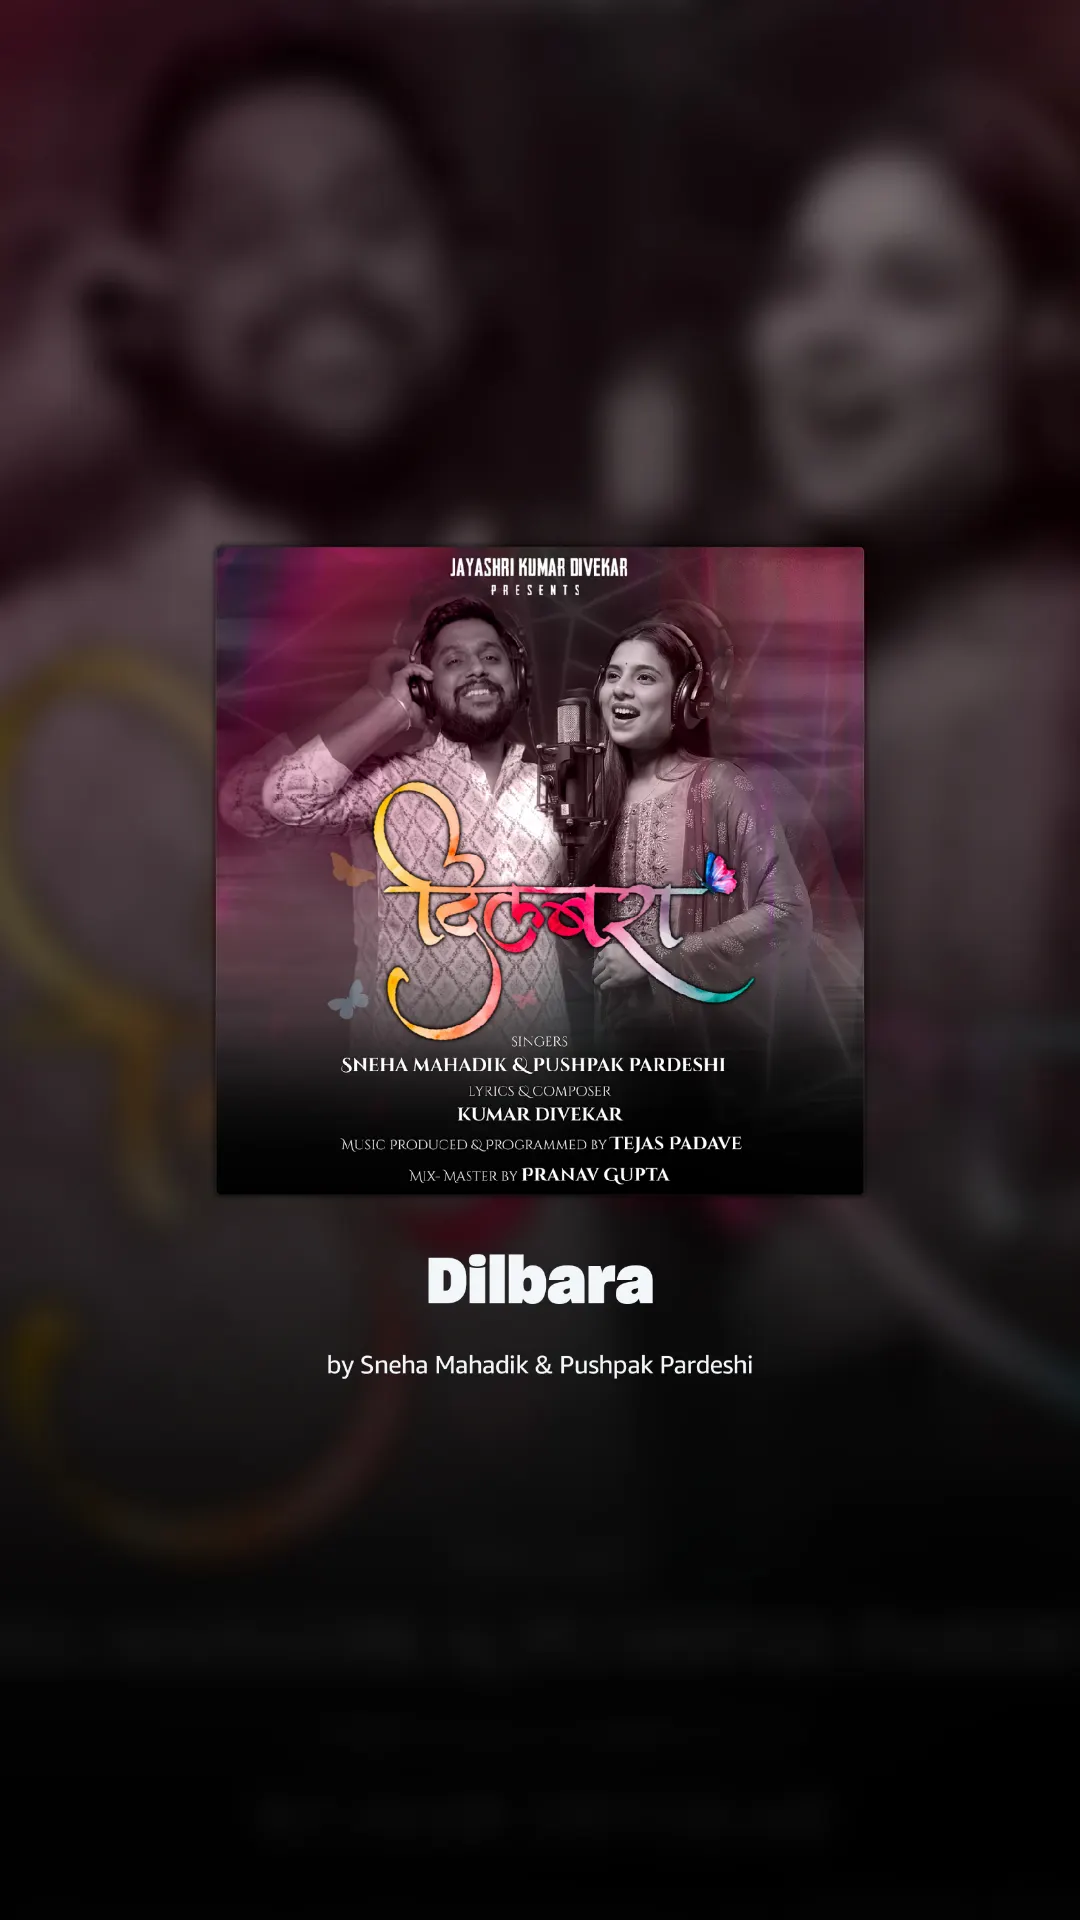 JAYASHRI KUMAR DIVEKAR
PRESENTS
दिलबरा
SINGERS
SNEHA MAHADIK & PUSHPAK PARDESHI
LYRICS & COMPOSER
KUMAR DIVEKAR
MUSIC PRODUCED & PROGRAMMED BY TEJAS PADAVE
MIX- MASTER BY PRANAV GUPTA
Dilbara
by Sneha Mahadik & Pushpak Pardeshi